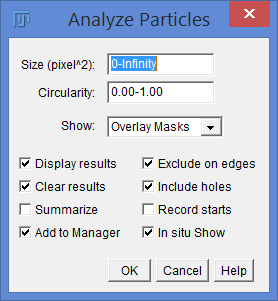 Analyze Particles
Size (pixel^2): 0-Infinity
Circularity: 0.00-1.00
Show: Overlay Masks
Display results Exclude on edges
Clear results Include holes
Summarize Record starts
Add to Manager In situ Show
OK Cancel Help